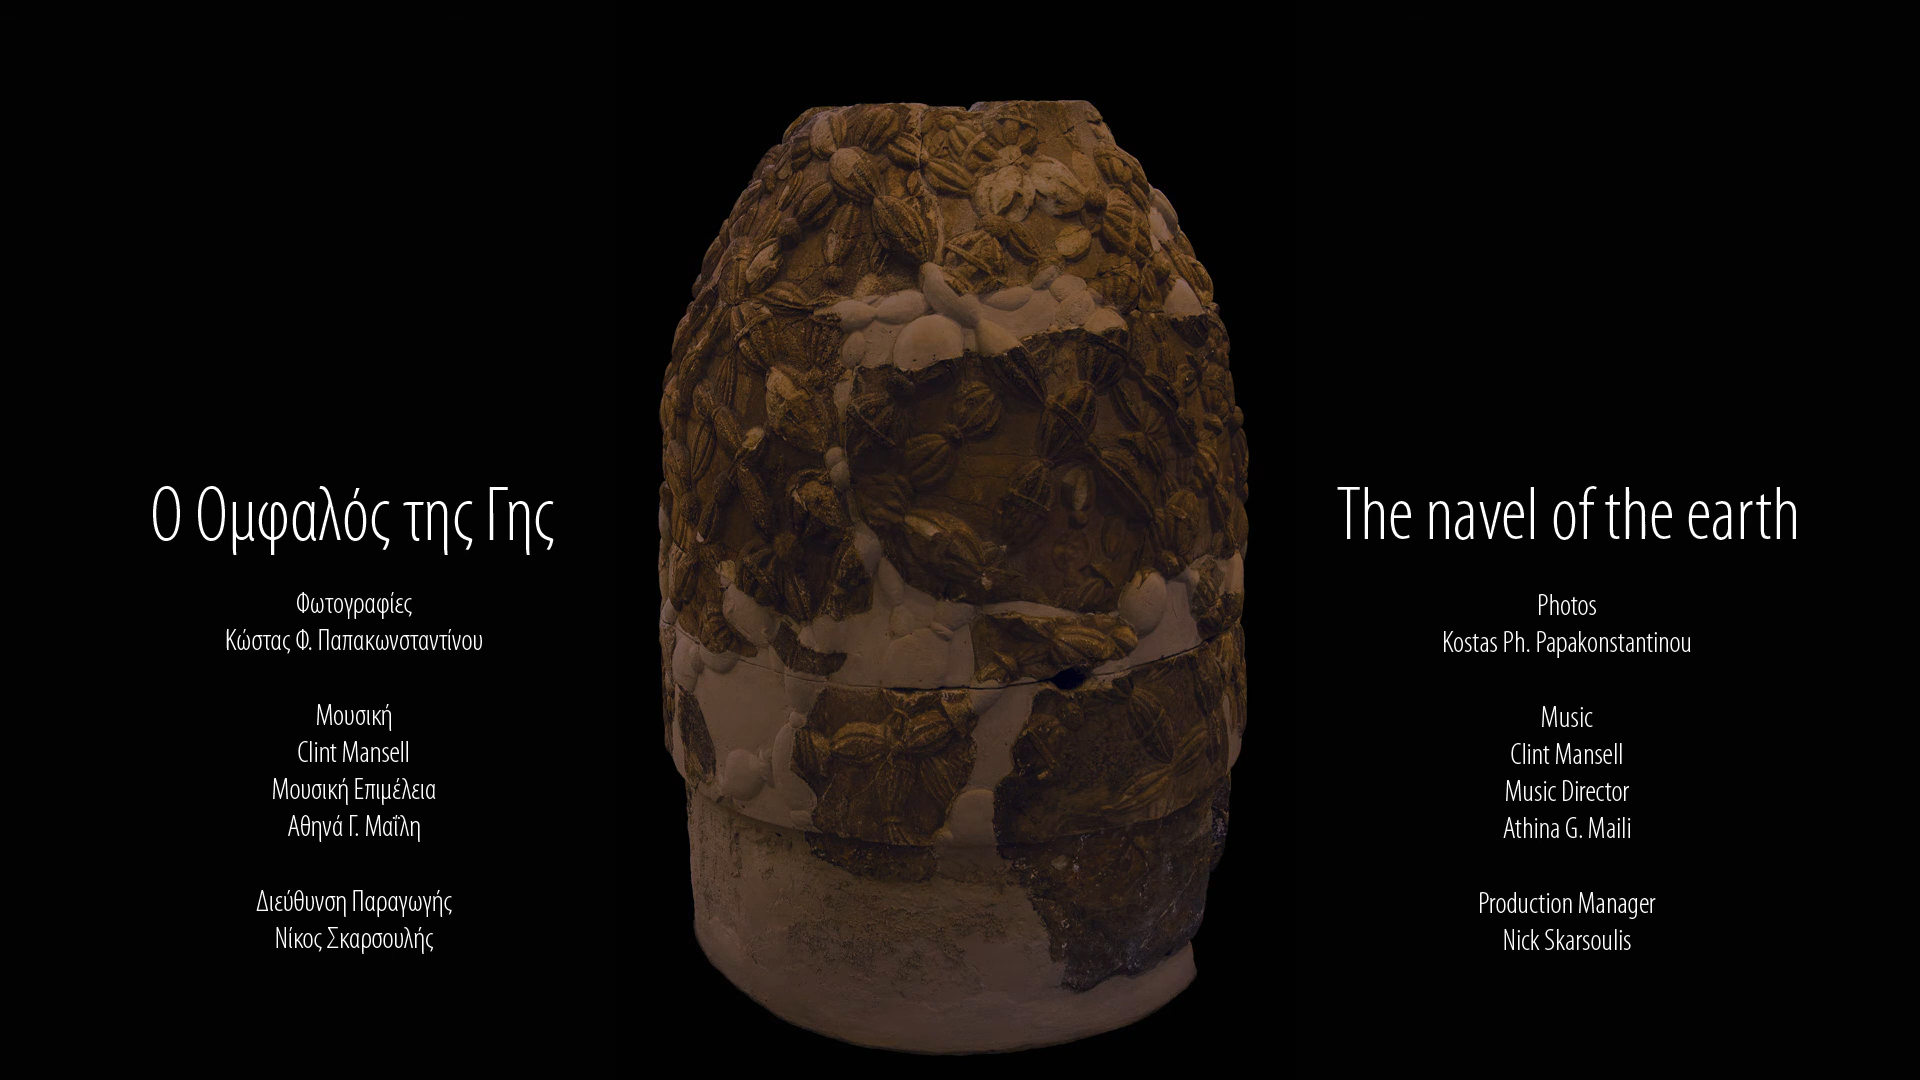 Ο Ομφαλός της Γης
Φωτογραφίες
Κώστας Φ. Παπακωνσταντίνου
Μουσική
Clint Mansell
Μουσική Επιμέλεια
Αθηνά Γ. Μαΐλη
Διεύθυνση Παραγωγής
Νίκος Σκαρσουλής
The navel of the earth
Photos
Kostas Ph. Papakonstantinou
Music
Clint Mansell
Music Director
Athina G. Maili
Production Manager
Nick Skarsoulis